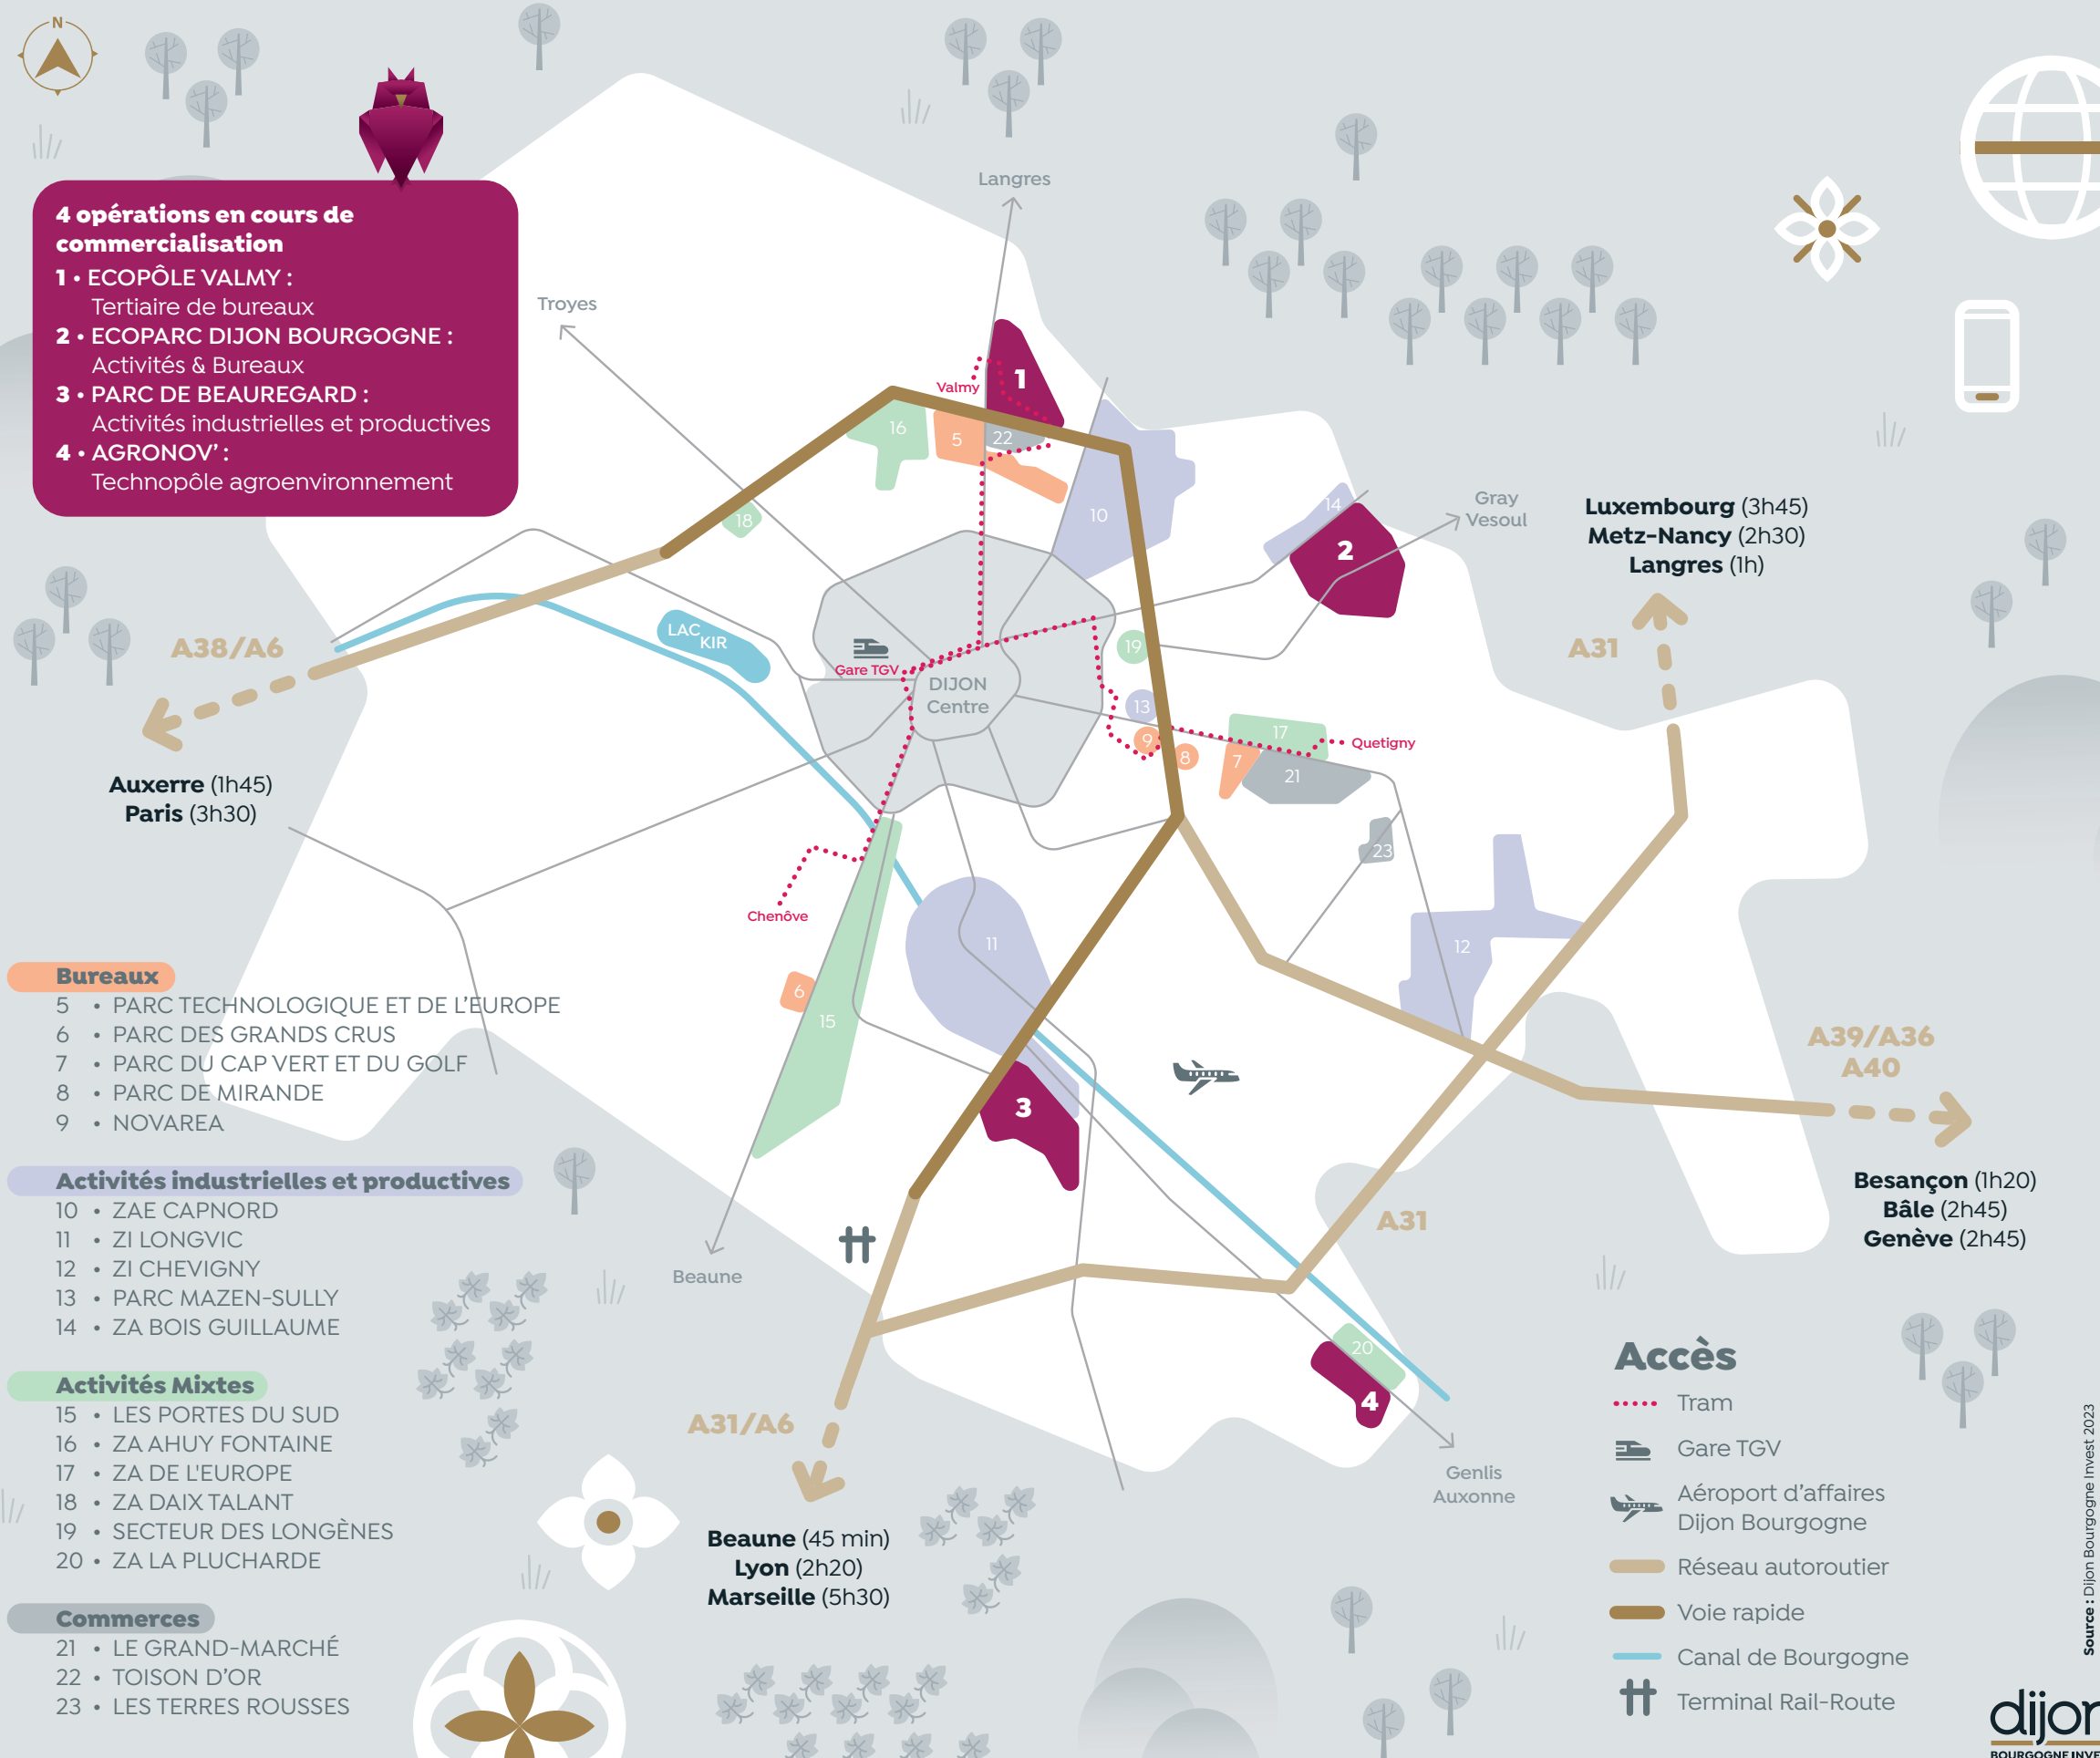 N
4 opérations en cours de
commercialisation
1 • ECOPÔLE VALMY :
Tertiaire de bureaux
2 • ECOPARC DIJON BOURGOGNE :
Activités & Bureaux
3 • PARC DE BEAUREGARD :
Activités industrielles et productives
4 • AGRONOV’ :
Technopôle agroenvironnement
Langres
Troyes
Valmy
1
16
5
22
10
18
14
2
Gray
Vesoul
Luxembourg (3h45)
Metz-Nancy (2h30)
Langres (1h)
A31
A38/A6
LAC
KIR
Gare TGV
DIJON
Centre
19
13
9
8
17
7
21
Quetigny
Auxerre (1h45)
Paris (3h30)
23
Chenôve
11
12
6
15
3
A39/A36
A40
Besançon (1h20)
Bâle (2h45)
Genève (2h45)
A31
Beaune
20
4
A31/A6
Genlis
Auxonne
Beaune (45 min)
Lyon (2h20)
Marseille (5h30)
Bureaux
5 • PARC TECHNOLOGIQUE ET DE L’EUROPE
6 • PARC DES GRANDS CRUS
7 • PARC DU CAP VERT ET DU GOLF
8 • PARC DE MIRANDE
9 • NOVAREA
Activités industrielles et productives
10 • ZAE CAPNORD
11 • ZI LONGVIC
12 • ZI CHEVIGNY
13 • PARC MAZEN-SULLY
14 • ZA BOIS GUILLAUME
Activités Mixtes
15 • LES PORTES DU SUD
16 • ZA AHUY FONTAINE
17 • ZA DE L'EUROPE
18 • ZA DAIX TALANT
19 • SECTEUR DES LONGÈNES
20 • ZA LA PLUCHARDE
Commerces
21 • LE GRAND-MARCHÉ
22 • TOISON D’OR
23 • LES TERRES ROUSSES
Accès
Tram
Gare TGV
Aéroport d’affaires
Dijon Bourgogne
Réseau autoroutier
Voie rapide
Canal de Bourgogne
Terminal Rail-Route
Source : Dijon Bourgogne Invest 2023
dijon
BOURGOGNE INVE